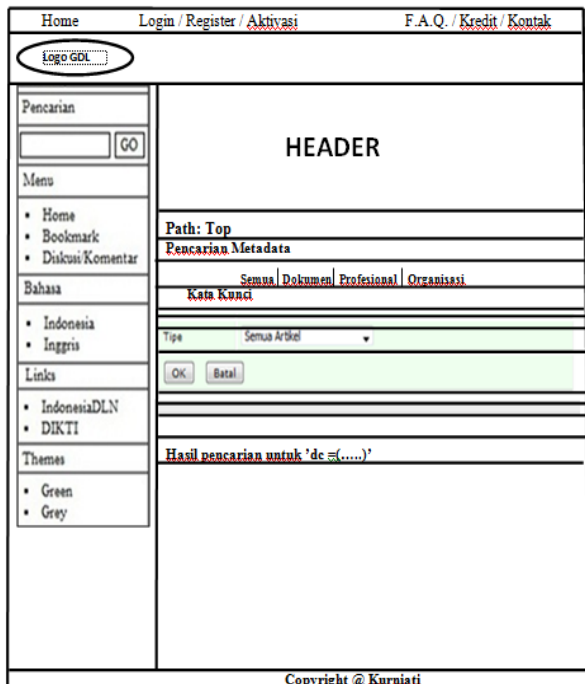 Home Login / Register / Aktivasi F.A.Q. / Kredit / Kontak
Logo GDL
Pencarian
GO
Menu
Home
Bookmark
Diskusi/Komentar
Bahasa
Indonesia
Inggris
Links
IndonesiaDLN
DIKTI
Themes
Green
Grey
HEADER
Path: Top
Pencarian Metadata
Semua Dokumen Profesional Organisasi
Kata Kunci
Tipe Semua Artikel
OK Batal
Hasil pencarian untuk 'dc =(.....)'
Copyright @ Kurniati